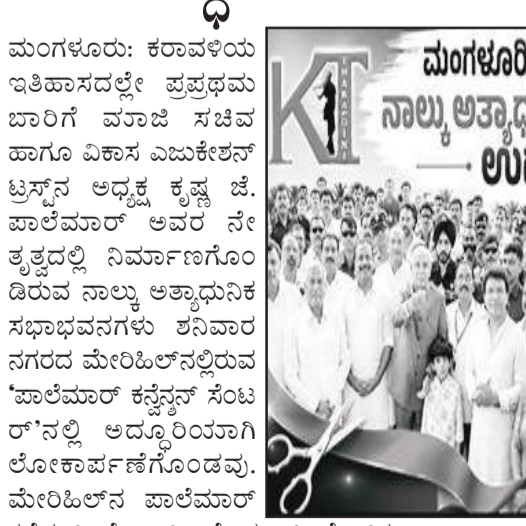 ಮಂಗಳೂರು: ಕರಾವಳಿಯ
ಇತಿಹಾಸದಲ್ಲೇ ಪ್ರಪ್ರಥಮ
ಬಾರಿಗೆ ಮಾಜಿ ಸಚಿವ
ಹಾಗೂ ವಿಕಾಸ ಎಜುಕೇಶನ್
ಟ್ರಸ್ಟ್‌ನ ಅಧ್ಯಕ್ಷ ಕೃಷ್ಣ ಜೆ.
ಪಾಲೆಮಾರ್ ಅವರ ನೇ
ತೃತ್ವದಲ್ಲಿ ನಿರ್ಮಾಣಗೊಂ
ಡಿರುವ ನಾಲ್ಕು ಅತ್ಯಾಧುನಿಕ
ಸಭಾಭವನಗಳು ಶನಿವಾರ
ನಗರದ ಮೇರಿಹಿಲ್‌ನಲ್ಲಿರುವ
‘ಪಾಲೆಮಾರ್ ಕನ್ವೆನ್ಶನ್ ಸೆಂಟ
ರ್’ನಲ್ಲಿ ಅದ್ಧೂರಿಯಾಗಿ
ಲೋಕಾರ್ಪಣೆಗೊಂಡವು.
ಮೇರಿಹಿಲ್‌ನ ಪಾಲೆಮಾರ್
KT
ಮಂಗಳೂರಿ
ನಾಲ್ಕು ಅತ್ಯಾಧ
ಉ